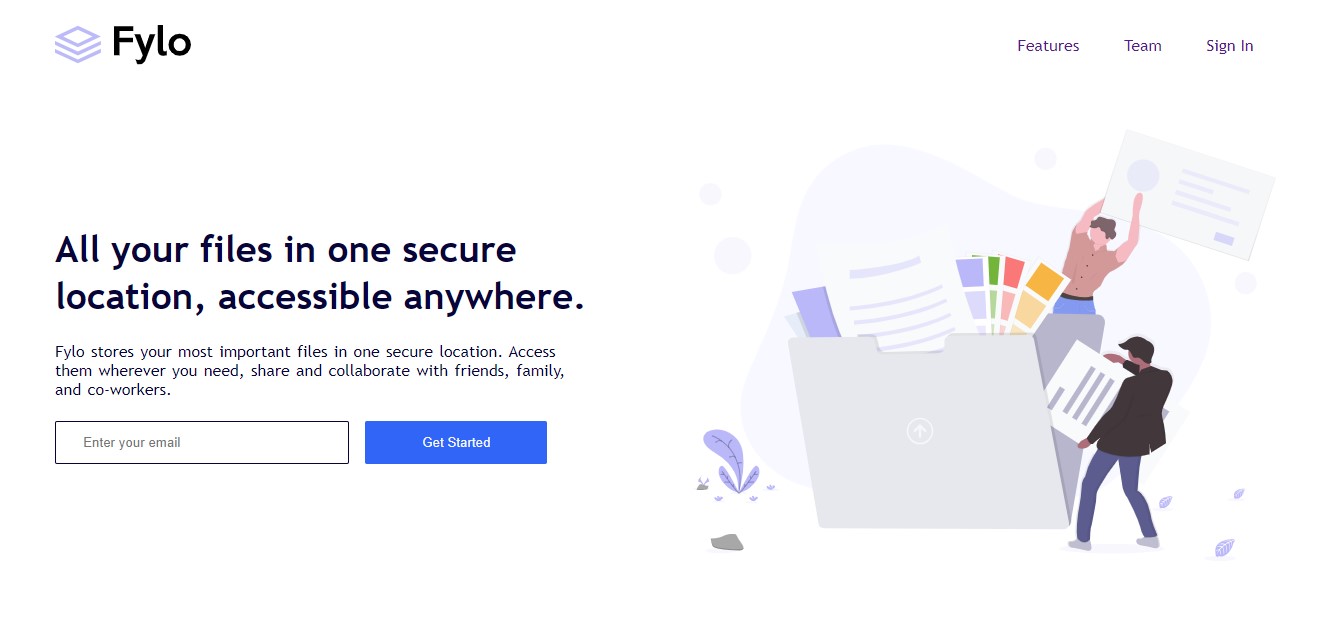 Fylo
Features Team Sign In
All your files in one secure
location, accessible anywhere.
Fylo stores your most important files in one secure location. Access
them wherever you need, share and collaborate with friends, family,
and co-workers.
Enter your email
Get Started